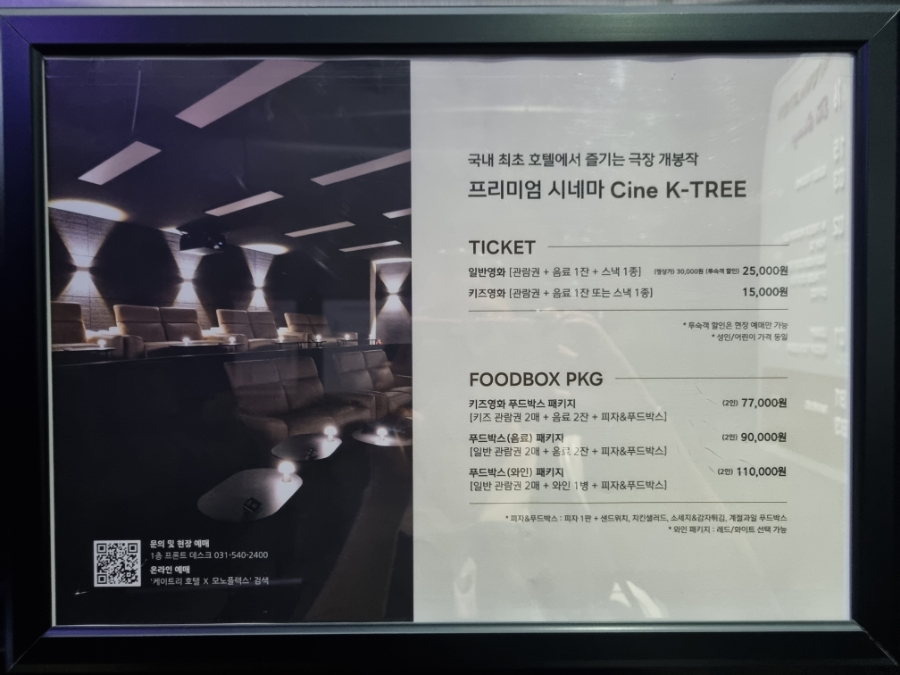 국내 최초 호텔에서 즐기는 극장 개봉작
프리미엄 시네마 Cine K-TREE
TICKET
일반영화 [관람권 + 음료 1잔 + 스낵 1종] (정상가) 30,000원 (투숙객 할인) 25,000원
키즈영화 [관람권 + 음료 1잔 또는 스낵 1종] 15,000원
* 투숙객 할인은 현장 예매만 가능
* 성인/어린이 가격 동일
FOODBOX PKG
키즈영화 푸드박스 패키지 (2인) 77,000원
[키즈 관람권 2매 + 음료 2잔 + 피자&푸드박스]
푸드박스(음료) 패키지 (2인) 90,000원
[일반 관람권 2매 + 음료 2잔 + 피자&푸드박스]
푸드박스(와인) 패키지 (2인) 110,000원
[일반 관람권 2매 + 와인 1병 + 피자&푸드박스]
* 피자&푸드박스 : 피자 1판 + 샌드위치, 치킨샐러드, 소세지&감자튀김, 계절과일 푸드박스
* 와인 패키지 : 레드/화이트 선택 가능
문의 및 현장 예매
1층 프론트 데스크 031-540-2400
온라인 예매
'케이트리 호텔 X 모노플렉스' 검색